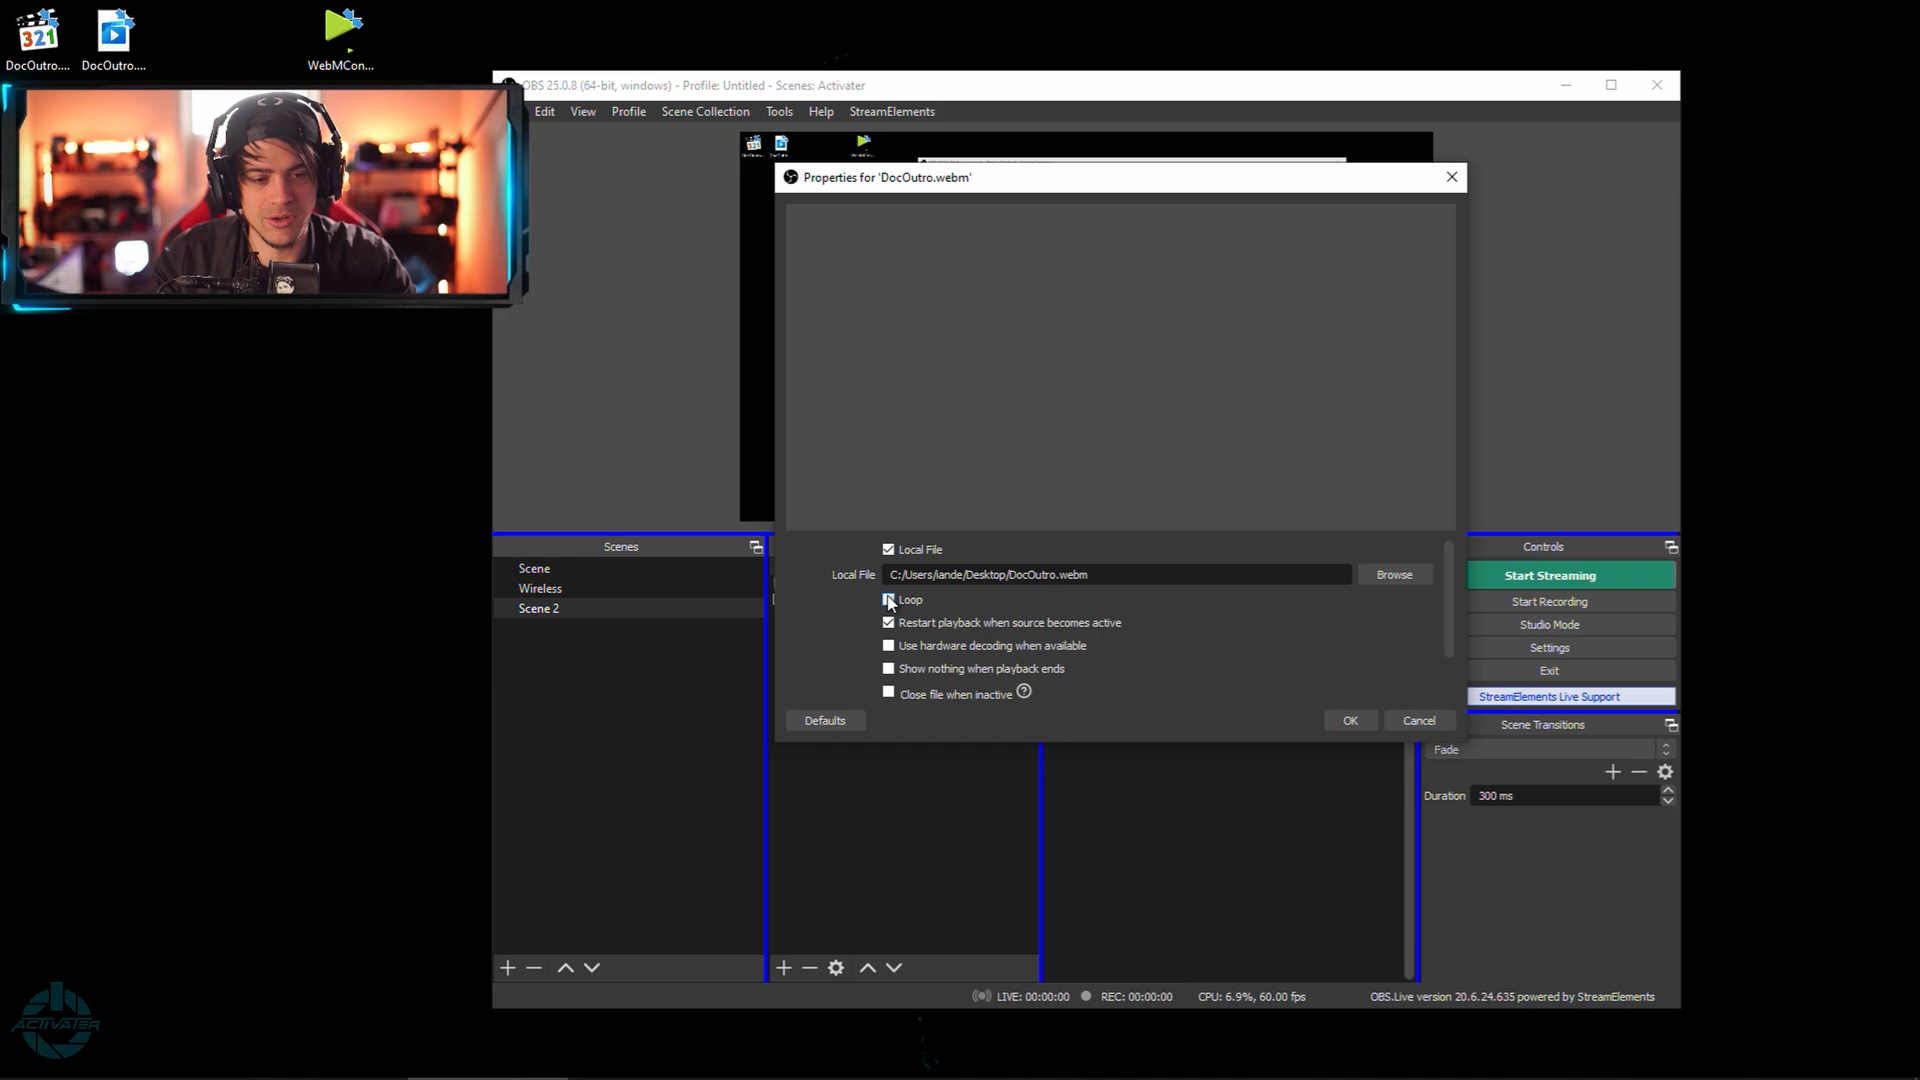 DocOutro....
DocOutro....
WebMCon...
OBS 25.0.8 (64-bit, windows) - Profile: Untitled - Scenes: Activater
Edit View Profile Scene Collection Tools Help StreamElements
Properties for 'DocOutro.webm'
Local File
Local File C:/Users/iande/Desktop/DocOutro.webm Browse
Loop
Restart playback when source becomes active
Use hardware decoding when available
Show nothing when playback ends
Close file when inactive ?
Defaults OK Cancel
Scenes
Scene
Wireless
Scene 2
Controls
Start Streaming
Start Recording
Studio Mode
Settings
Exit
StreamElements Live Support
Scene Transitions
Fade
Duration 300 ms
LIVE: 00:00:00 REC: 00:00:00 CPU: 6.9%, 60.00 fps OBS.Live version 20.6.24.635 powered by StreamElements
ACTIVATER
321